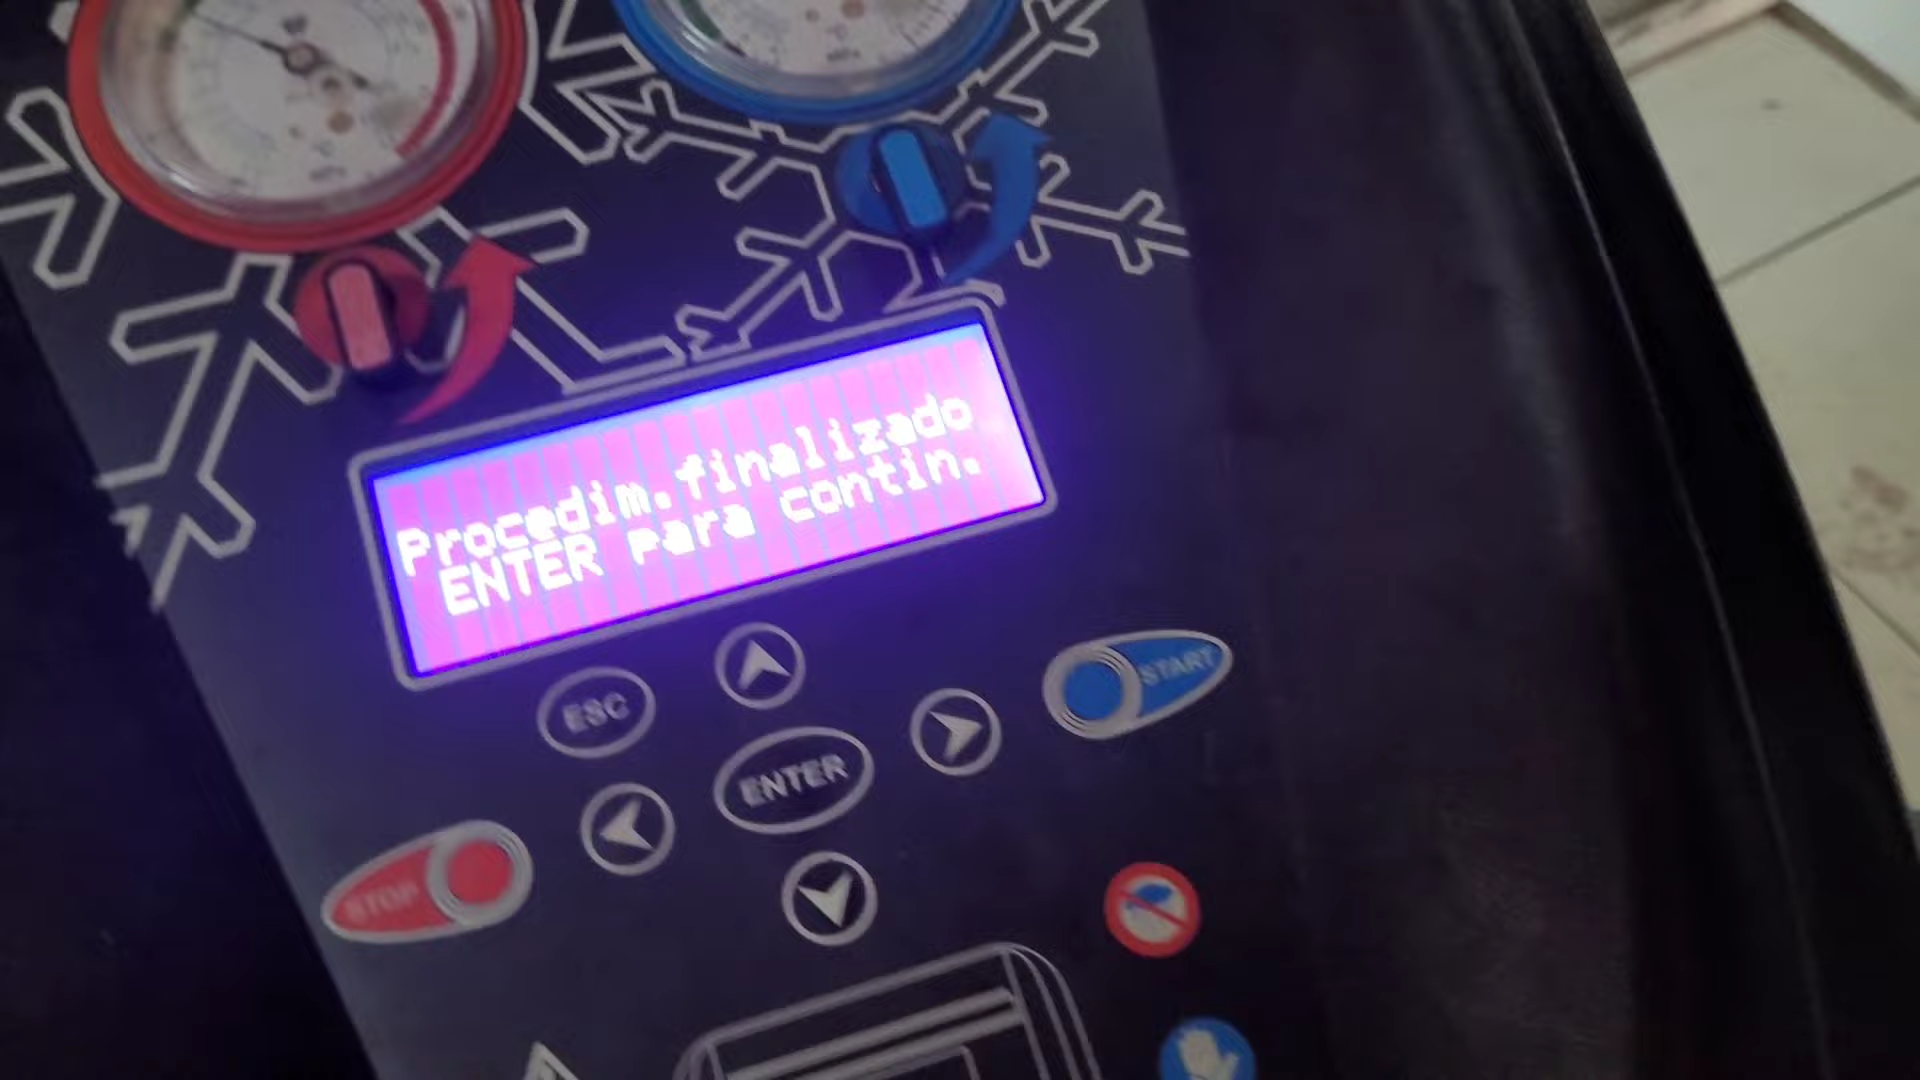 Procedim.finalizado
ENTER para contin.
ESC
START
ENTER
STOP